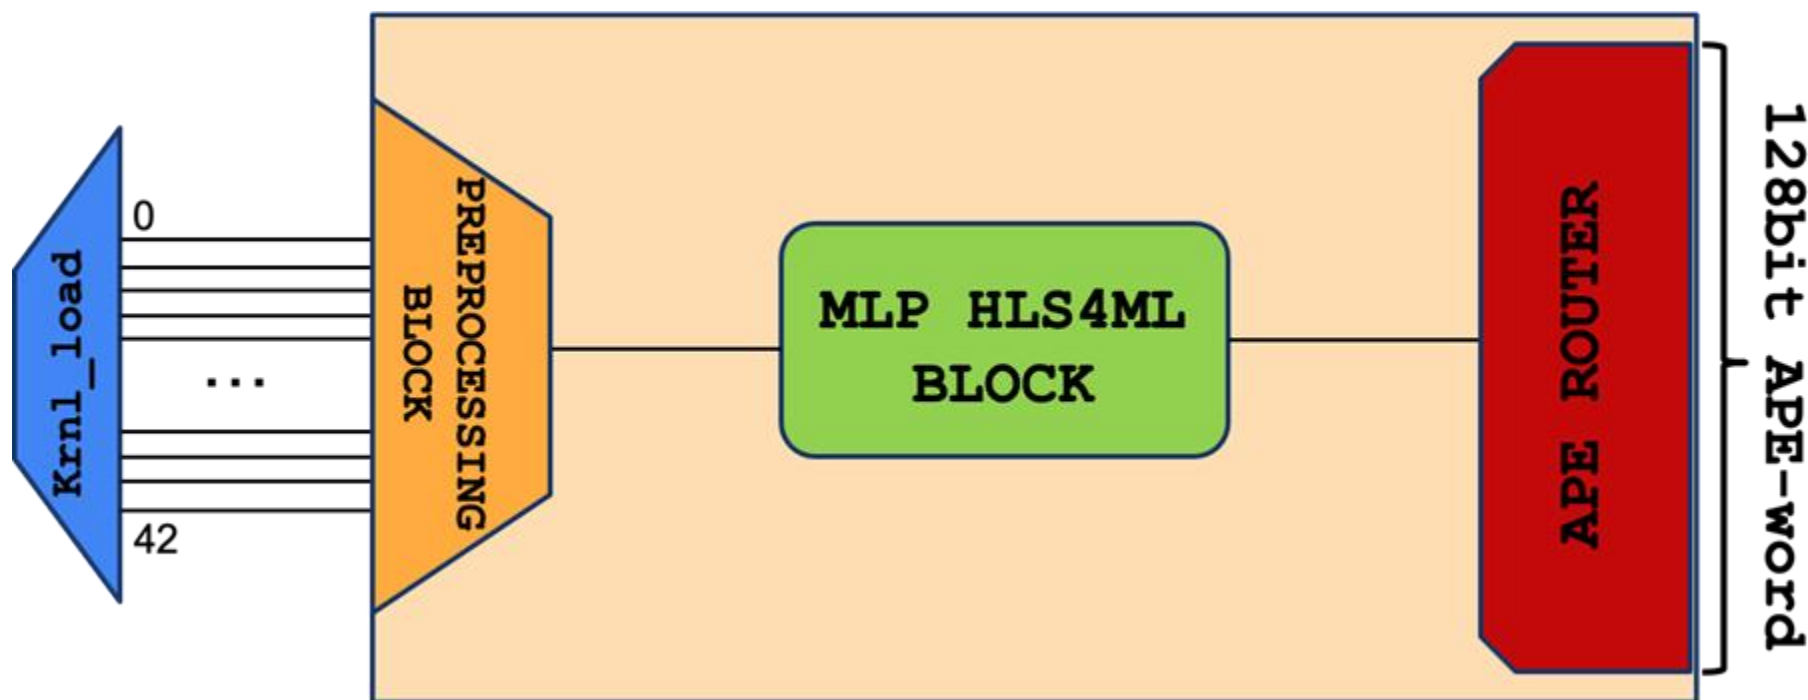 Krnl_load
0
...
42
PREPROCESSING
BLOCK
MLP HLS4ML
BLOCK
APE ROUTER
128bit APE-word